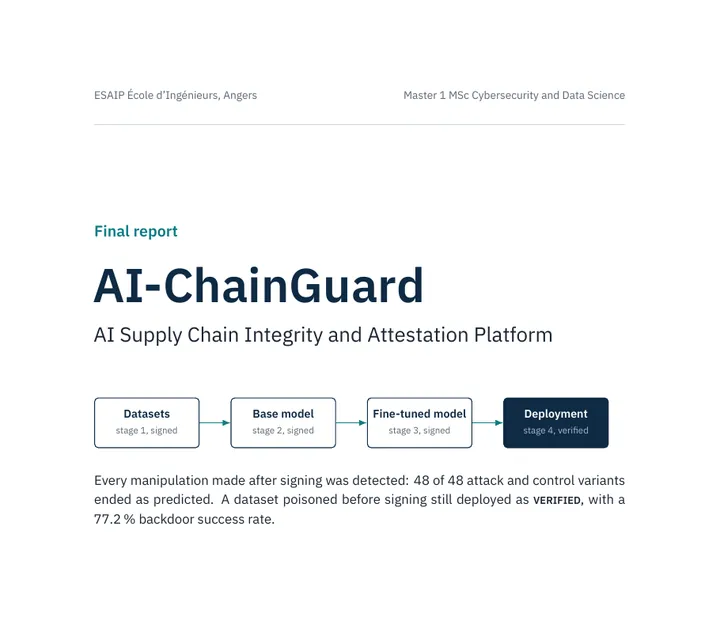 ESAIP École d'Ingénieurs, Angers
Master 1 MSc Cybersecurity and Data Science
Final report
AI-ChainGuard
AI Supply Chain Integrity and Attestation Platform
Datasets
stage 1, signed
Base model
stage 2, signed
Fine-tuned model
stage 3, signed
Deployment
stage 4, verified
Every manipulation made after signing was detected: 48 of 48 attack and control variants
ended as predicted. A dataset poisoned before signing still deployed as VERIFIED, with a
77.2 % backdoor success rate.